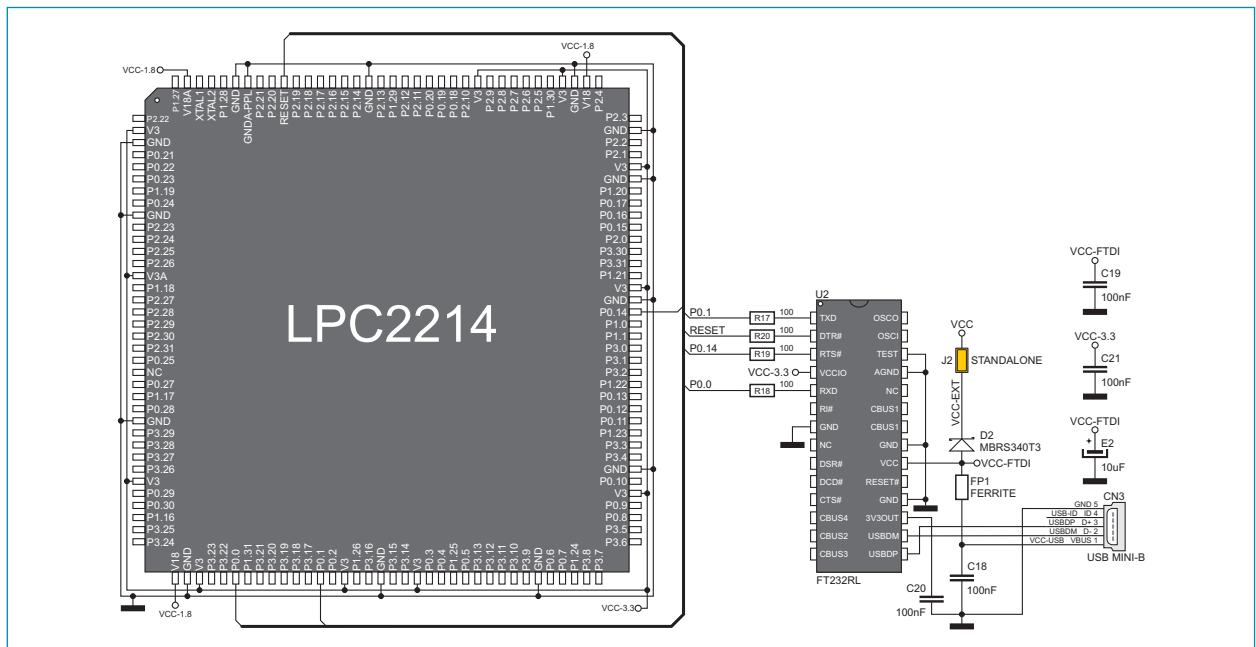 VCC-1.8
VCC-1.8
P1.27
V18A
XTAL1
XTAL2
P1.28
GND
GNDA-PPL
P2.21
P2.20
RESET
P2.19
P2.18
P2.17
P2.16
P2.15
P2.14
GND
P2.13
P1.29
P2.12
P2.11
P0.20
P0.19
P0.18
P2.10
V3
P2.9
P2.8
P2.7
P2.6
P2.5
P1.30
V3
GND
V18
P2.4
P2.22
V3
GND
P0.21
P0.22
P0.23
P1.19
P0.24
GND
P2.23
P2.24
P2.25
P2.26
V3A
P1.18
P2.27
P2.28
P2.29
P2.30
P2.31
P0.25
NC
P0.27
P1.17
P0.28
GND
P3.29
P3.28
P3.27
P3.26
V3
P0.29
P0.30
P1.16
P3.25
P3.24
LPC2214
P2.3
GND
P2.2
P2.1
V3
GND
P1.20
P0.17
P0.16
P0.15
P2.0
P3.30
P3.31
P1.21
V3
GND
P0.14
P1.0
P1.1
P3.0
P3.1
P3.2
P1.22
P0.13
P0.12
P0.11
P1.23
P3.3
P3.4
GND
P0.10
V3
P0.9
P0.8
P3.5
P3.6
V18
GND
V3
P3.23
P3.22
P0.0
P1.31
P3.21
P3.20
P3.19
P3.18
P3.17
P0.1
P0.2
V3
P1.26
P3.16
GND
P3.15
P3.14
V3
P0.3
P0.4
P1.25
P0.5
P3.13
P3.12
P3.11
P3.10
P3.9
GND
P0.6
P0.7
P1.24
P3.8
P3.7
VCC-1.8
VCC-3.3
P0.1
R17 100
RESET
R20 100
P0.14
R19 100
VCC-3.3
P0.0
R18 100
U2
TXD
DTR#
RTS#
VCCIO
RXD
RI#
GND
NC
DSR#
DCD#
CTS#
CBUS4
CBUS2
CBUS3
OSCO
OSCI
TEST
AGND
NC
CBUS1
CBUS1
GND
VCC
RESET#
GND
3V3OUT
USBDM
USBDP
FT232RL
VCC
J2 STANDALONE
VCC-EXT
D2
MBRS340T3
VCC-FTDI
FP1
FERRITE
C18
100nF
C20
100nF
VCC-FTDI
C19
100nF
VCC-3.3
C21
100nF
VCC-FTDI
+
E2
10uF
CN3
GND 5
USB-ID ID 4
USBDP D+ 3
USBDM D- 2
VCC-USB VBUS 1
USB MINI-B